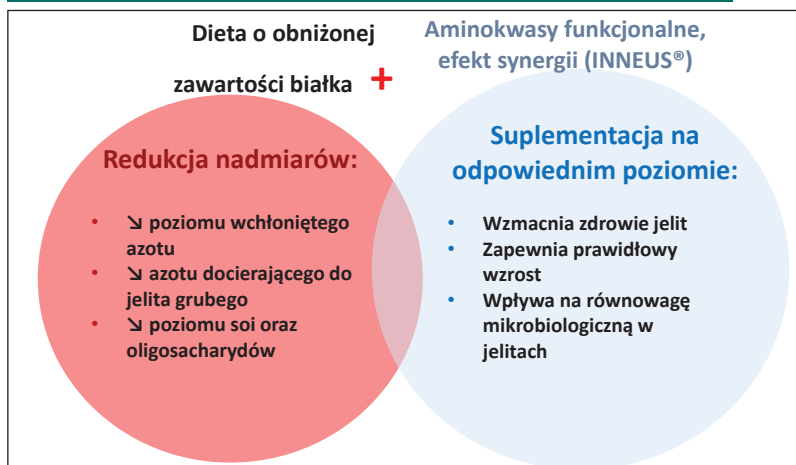 Dieta o obniżonej
zawartości białka +
Aminokwasy funkcjonalne,
efekt synergii (INNEUS®)
Redukcja nadmiarów:
• ↘ poziomu wchłoniętego
azotu
• ↘ azotu docierającego do
jelita grubego
• ↘ poziomu soi oraz
oligosacharydów
Suplementacja na
odpowiednim poziomie:
• Wzmacnia zdrowie jelit
• Zapewnia prawidłowy
wzrost
• Wpływa na równowagę
mikrobiologiczną w
jelitach